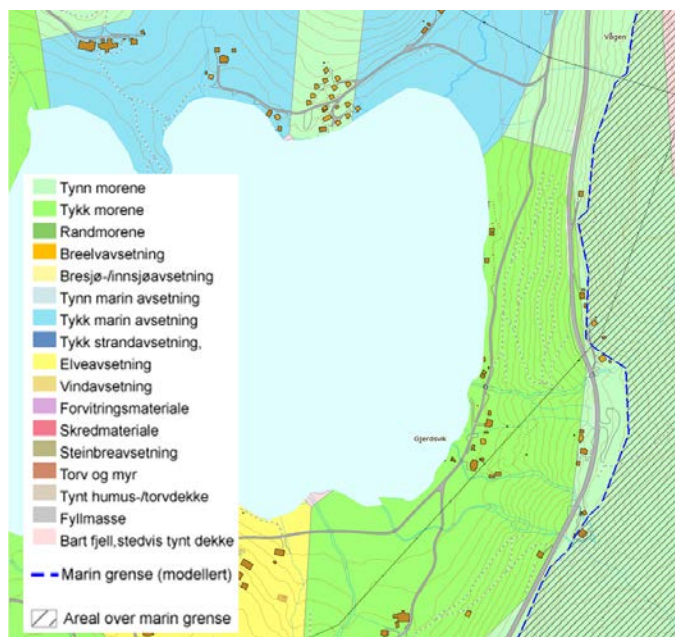 Vågen
Tynn morene
Tykk morene
Randmorene
Breelvavsetning
Bresjø-/innsjøavsetning
Tynn marin avsetning
Tykk marin avsetning
Tykk strandavsetning,
Elveavsetning
Vindavsetning
Forvitringsmateriale
Skredmateriale
Steinbreavsetning
Torv og myr
Tynt humus-/torvdekke
Fyllmasse
Bart fjell,stedvis tynt dekke
Marin grense (modellert)
Areal over marin grense
Gjerdsvik